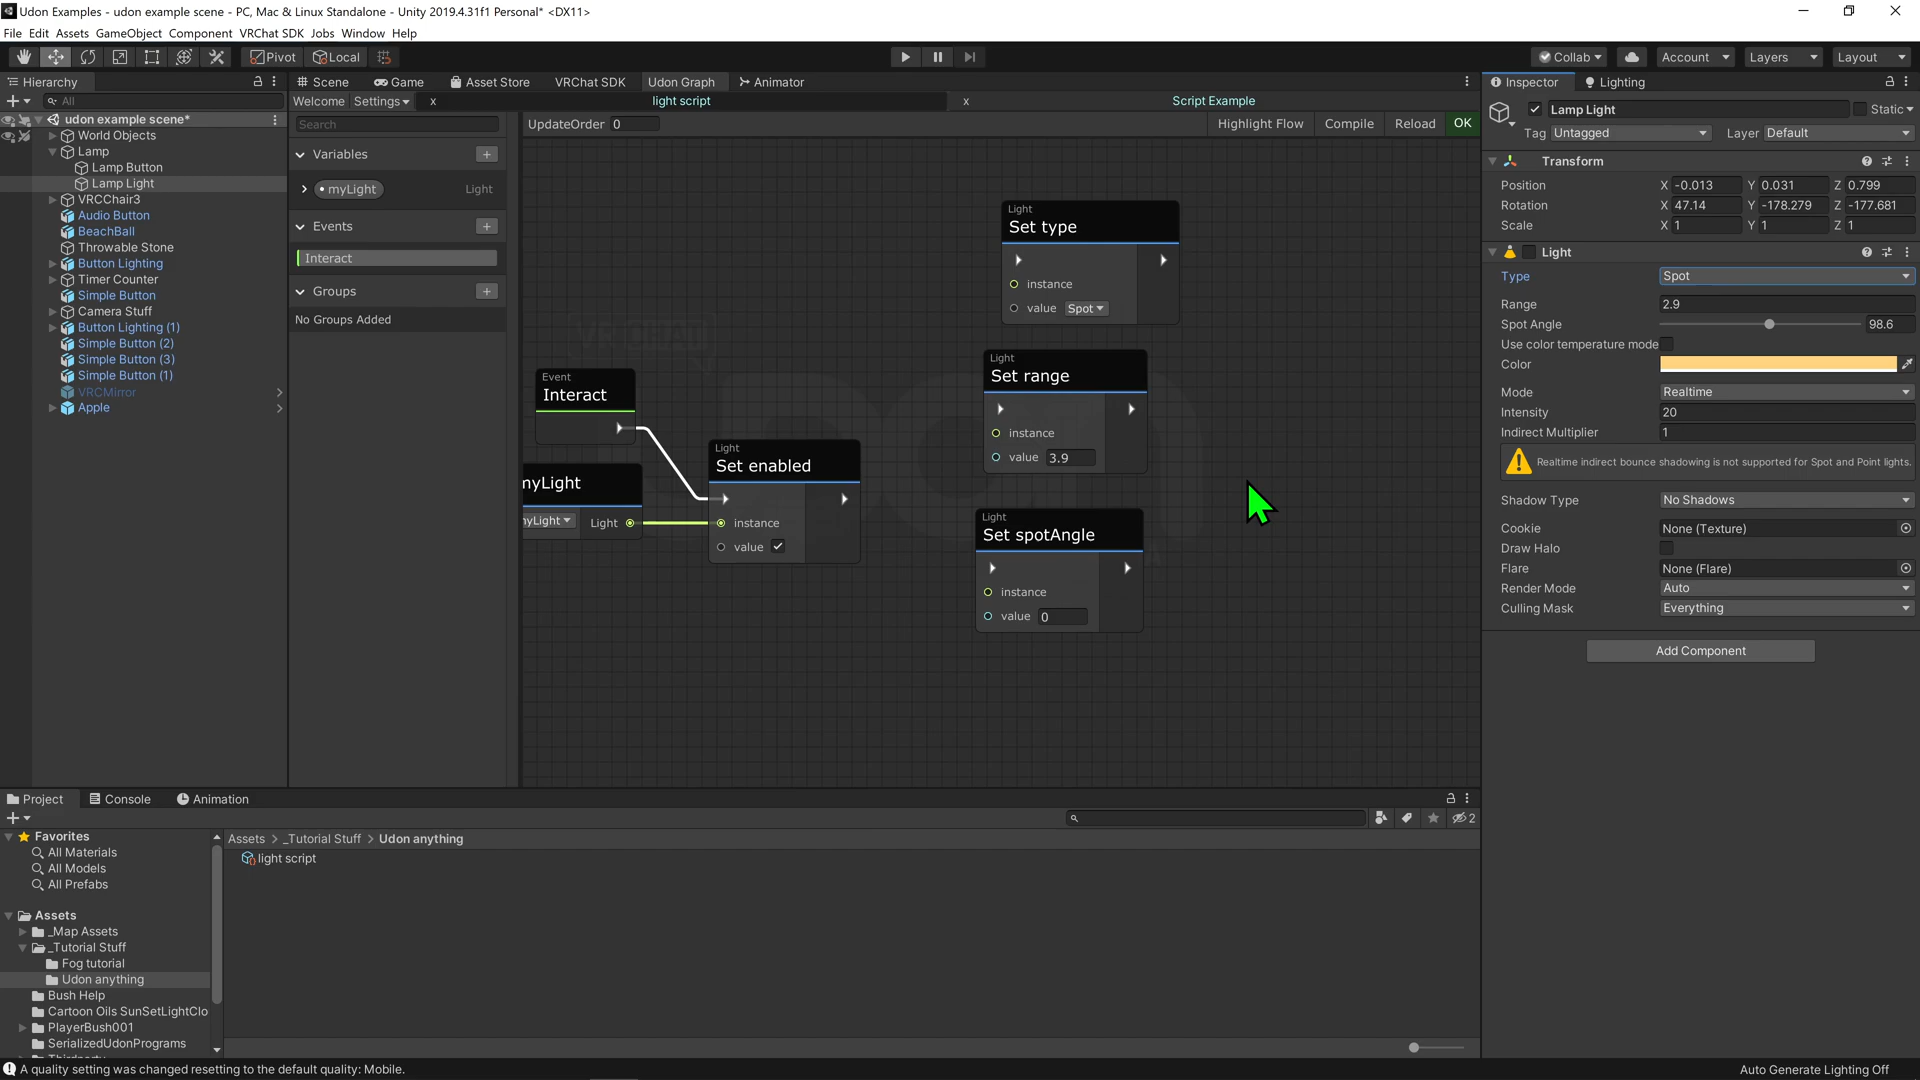 Udon Examples - udon example scene - PC, Mac & Linux Standalone - Unity 2019.4.31f1 Personal* <DX11>
File Edit Assets GameObject Component VRChat SDK Jobs Window Help
Pivot Local Collab Account Layers Layout
Hierarchy
All
udon example scene*
World Objects
Lamp
Lamp Button
Lamp Light
VRCChair3
Audio Button
BeachBall
Throwable Stone
Button Lighting
Timer Counter
Simple Button
Camera Stuff
Button Lighting (1)
Simple Button (2)
Simple Button (3)
Simple Button (1)
VRCMirror
Apple
Scene Game Asset Store VRChat SDK Udon Graph Animator
Welcome Settings x light script x Script Example
Search
Variables
myLight Light
Events
Interact
Groups
No Groups Added
UpdateOrder 0 Highlight Flow Compile Reload OK
Event
Interact
myLight
myLight Light
Light
Set enabled
instance
value
Light
Set type
instance
value Spot
Light
Set range
instance
value 3.9
Light
Set spotAngle
instance
value 0
Inspector Lighting
Lamp Light Static
Tag Untagged Layer Default
Transform
Position X -0.013 Y 0.031 Z 0.799
Rotation X 47.14 Y -178.279 Z -177.681
Scale X 1 Y 1 Z 1
Light
Type Spot
Range 2.9
Spot Angle 98.6
Use color temperature mode
Color
Mode Realtime
Intensity 20
Indirect Multiplier 1
Realtime indirect bounce shadowing is not supported for Spot and Point lights.
Shadow Type No Shadows
Cookie None (Texture)
Draw Halo
Flare None (Flare)
Render Mode Auto
Culling Mask Everything
Add Component
Project Console Animation
2
Favorites
All Materials
All Models
All Prefabs
Assets
_Map Assets
_Tutorial Stuff
Fog tutorial
Udon anything
Bush Help
Cartoon Oils SunSetLightClo
PlayerBush001
SerializedUdonPrograms
Assets > _Tutorial Stuff > Udon anything
light script
A quality setting was changed resetting to the default quality: Mobile.
Auto Generate Lighting Off